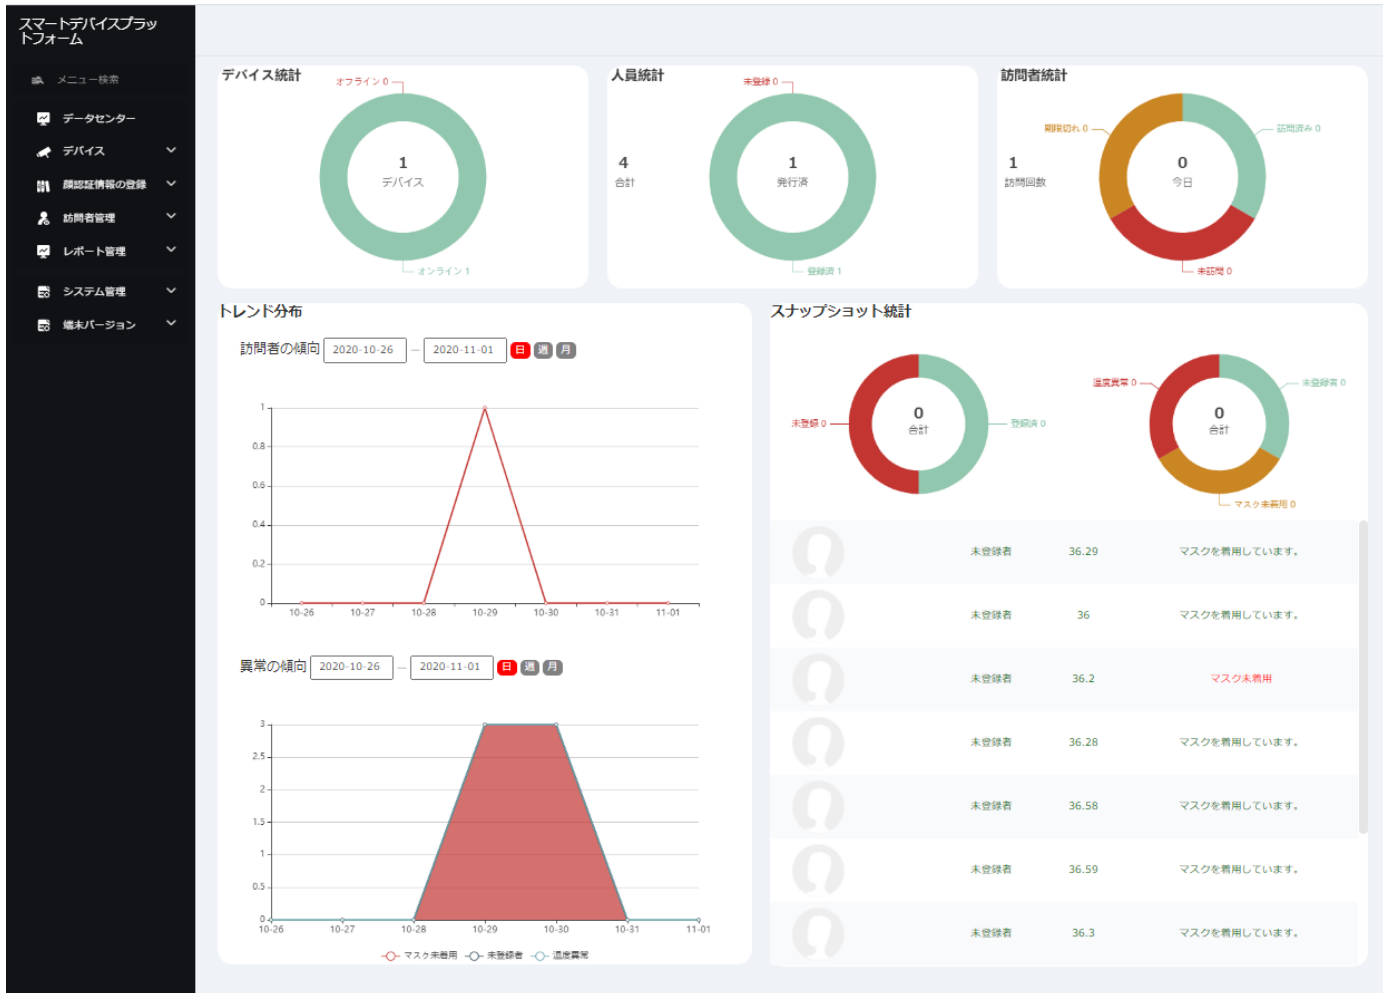 スマートデバイスプラッ
トフォーム
メニュー検索
データセンター
デバイス
顔認証情報の登録
訪問者管理
レポート管理
システム管理
端末バージョン
デバイス統計
オフライン 0
1
デバイス
オンライン 1
人員統計
未登録 0
4
合計
1
発行済
登録済 1
訪問者統計
期限切れ 0
訪問済み 0
1
訪問回数
0
今日
未訪問 0
トレンド分布
訪問者の傾向 2020-10-26 – 2020-11-01 日 週 月
1
0.8
0.6
0.4
0.2
0
10-26 10-27 10-28 10-29 10-30 10-31 11-01
異常の傾向 2020-10-26 – 2020-11-01 日 週 月
3
2.5
2
1.5
1
0.5
0
10-26 10-27 10-28 10-29 10-30 10-31 11-01
マスク未着用 未登録者 温度異常
スナップショット統計
未登録 0
0
合計
登録済 0
温度異常 0
未登録者 0
0
合計
マスク未着用 0
未登録者 36.29 マスクを着用しています。
未登録者 36 マスクを着用しています。
未登録者 36.2 マスク未着用
未登録者 36.28 マスクを着用しています。
未登録者 36.58 マスクを着用しています。
未登録者 36.59 マスクを着用しています。
未登録者 36.3 マスクを着用しています。